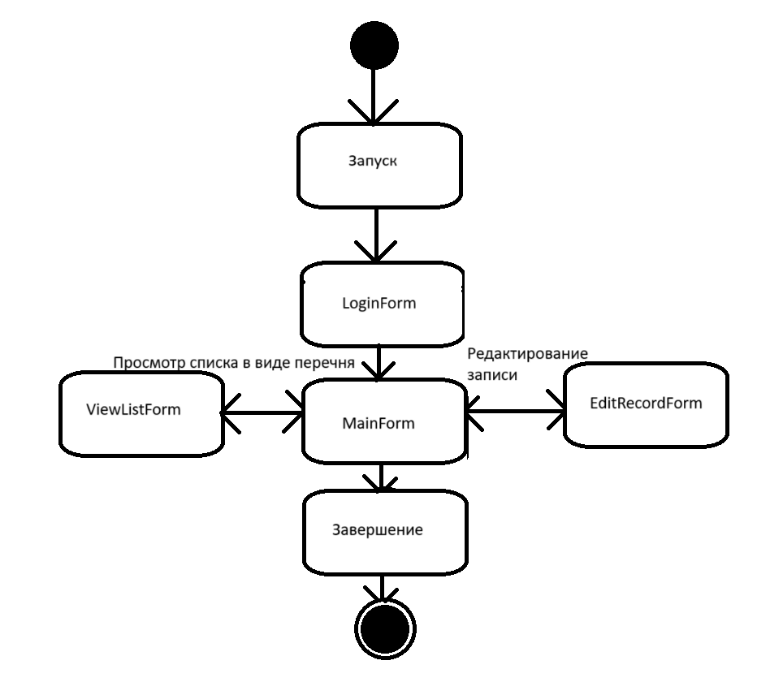 Запуск
LoginForm
Просмотр списка в виде перечня
Редактирование
записи
ViewListForm
MainForm
EditRecordForm
Завершение